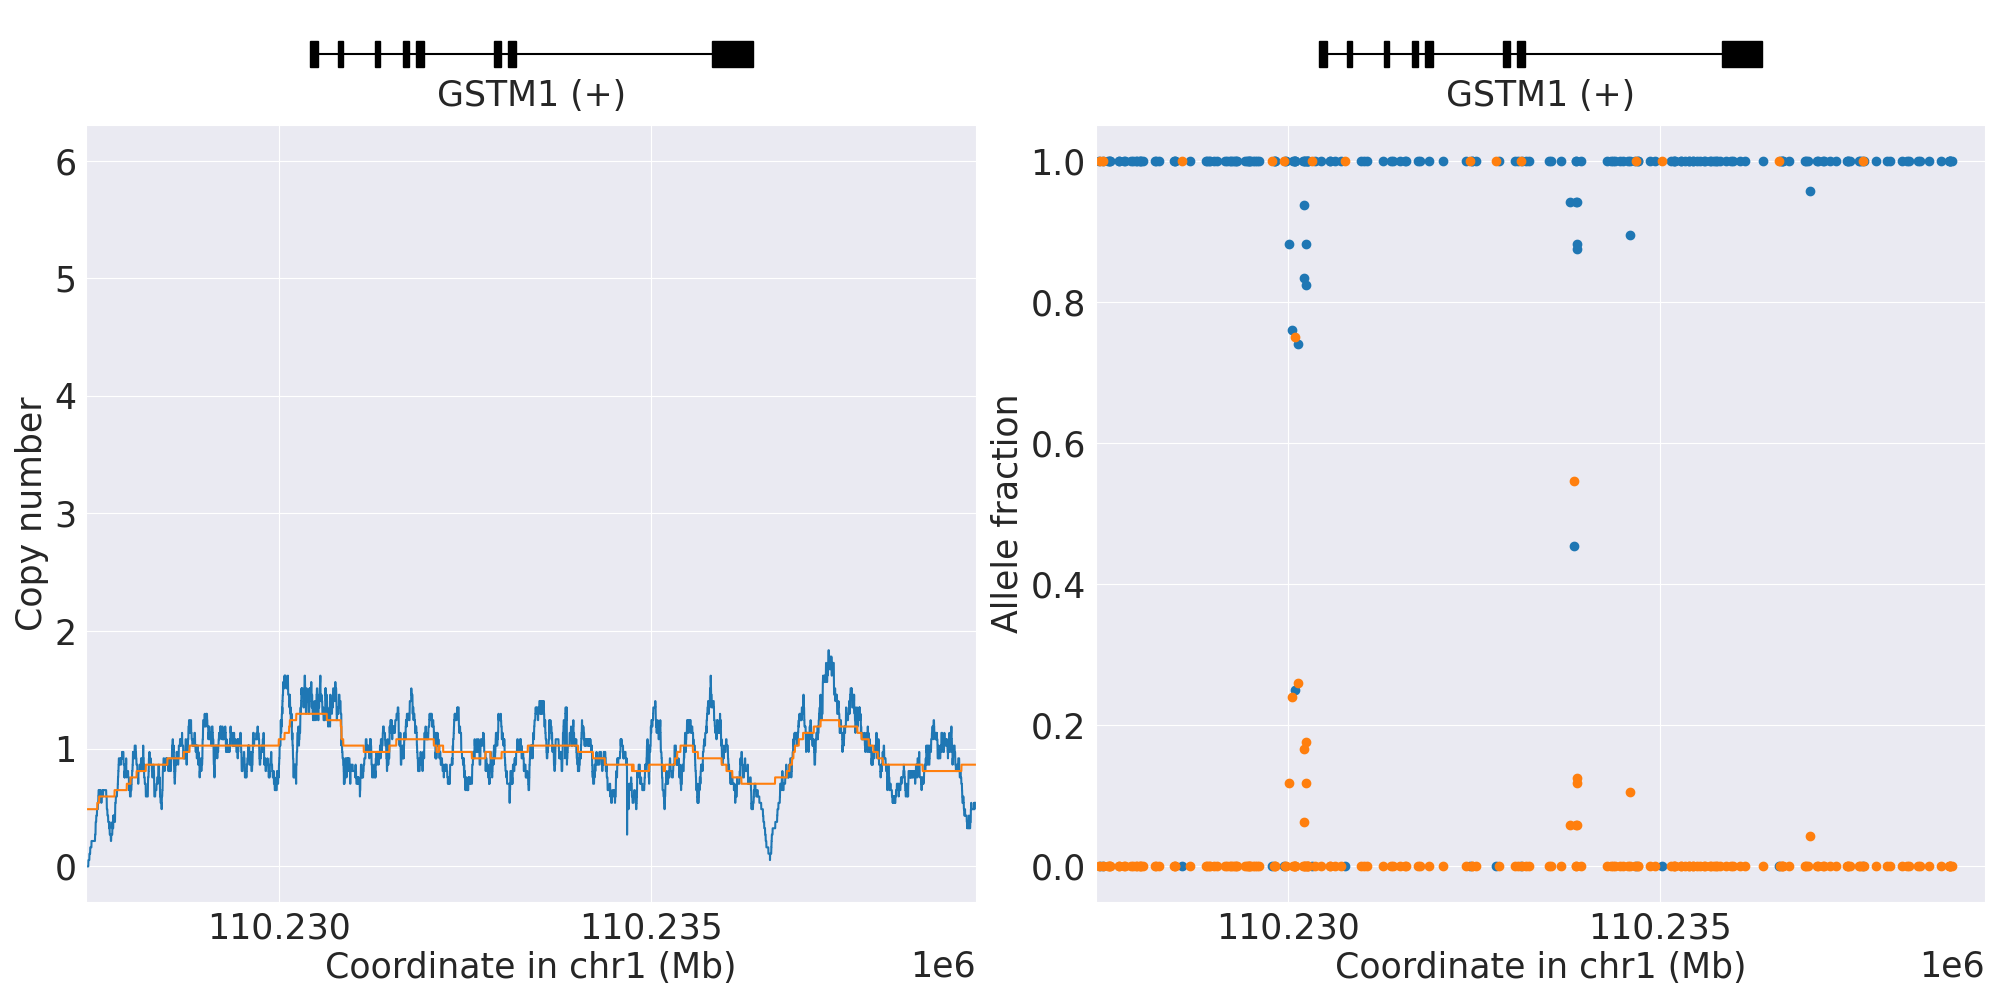 GSTM1 (+)
6
5
4
3
2
1
0
Copy number
110.230
110.235
Coordinate in chr1 (Mb)
1e6
GSTM1 (+)
1.0
0.8
0.6
0.4
0.2
0.0
Allele fraction
110.230
110.235
Coordinate in chr1 (Mb)
1e6